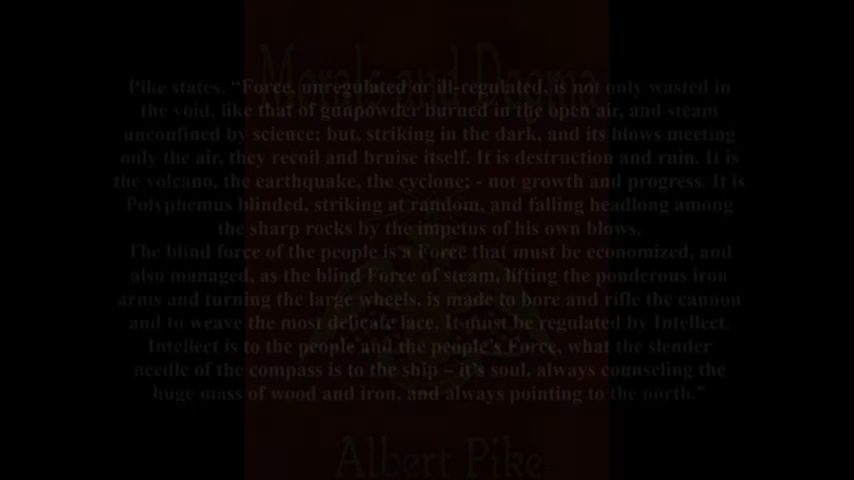 Morals and Dogma
Pike states, “Force, unregulated or ill-regulated, is not only wasted in
the void, like that of gunpowder burned in the open air, and steam
unconfined by science; but, striking in the dark, and its blows meeting
only the air, they recoil and bruise itself. It is destruction and ruin. It is
the volcano, the earthquake, the cyclone; - not growth and progress. It is
Polyphemus blinded, striking at random, and falling headlong among
the sharp rocks by the impetus of his own blows.
The blind force of the people is a Force that must be economized, and
also managed, as the blind Force of steam, lifting the ponderous iron
arms and turning the large wheels, is made to bore and rifle the cannon
and to weave the most delicate lace. It must be regulated by Intellect.
Intellect is to the people and the people's Force, what the slender
needle of the compass is to the ship – it's soul, always counseling the
huge mass of wood and iron, and always pointing to the north.”
Albert Pike